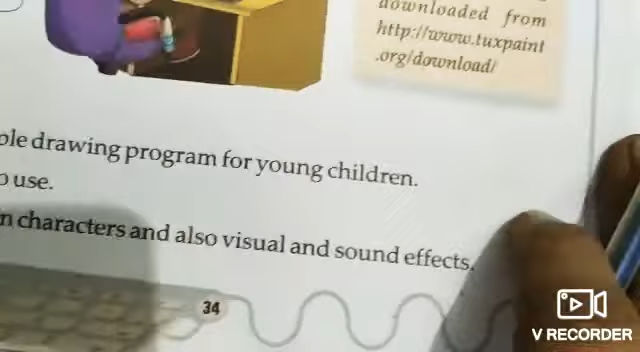 downloaded from
http://www.tuxpaint
.org/download/
ple drawing program for young children.
o use.
n characters and also visual and sound effects.
34
V RECORDER